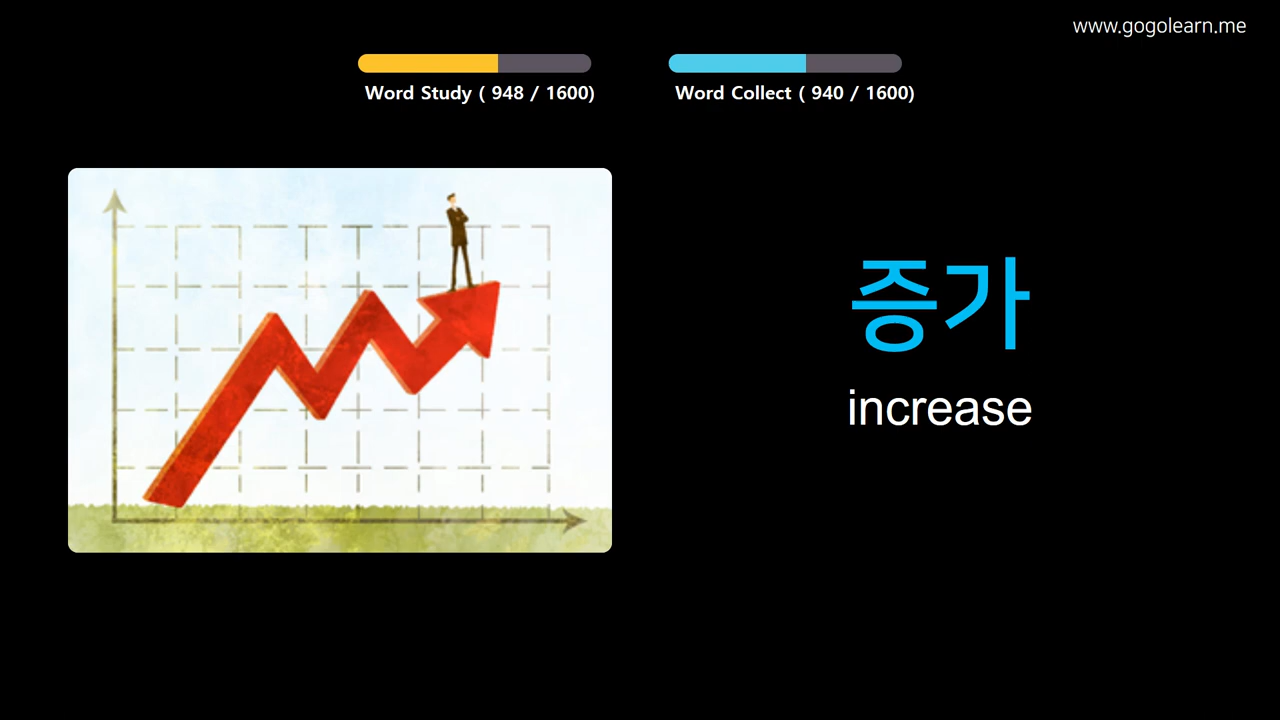 www.gogolearn.me
Word Study ( 948 / 1600)
Word Collect ( 940 / 1600)
증가
increase